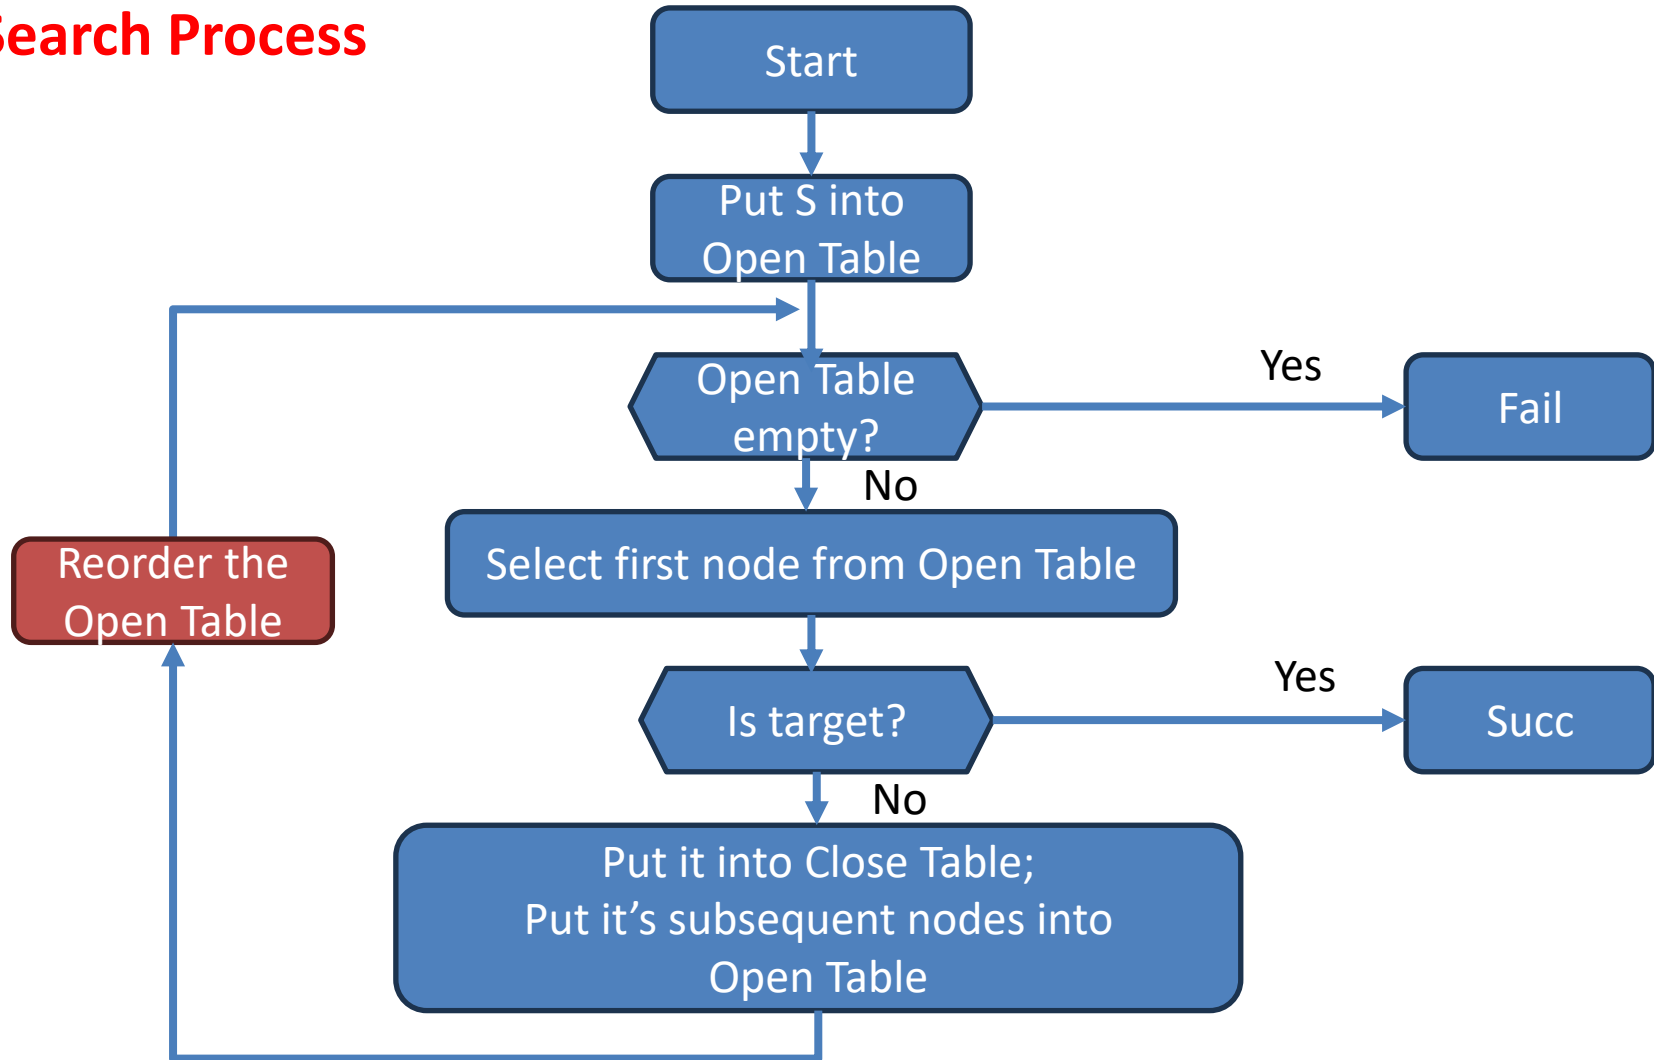 Search Process
Start
Put S into
Open Table
Open Table
empty?
Yes
Fail
No
Select first node from Open Table
Reorder the
Open Table
Is target?
Yes
Succ
No
Put it into Close Table;
Put it’s subsequent nodes into
Open Table